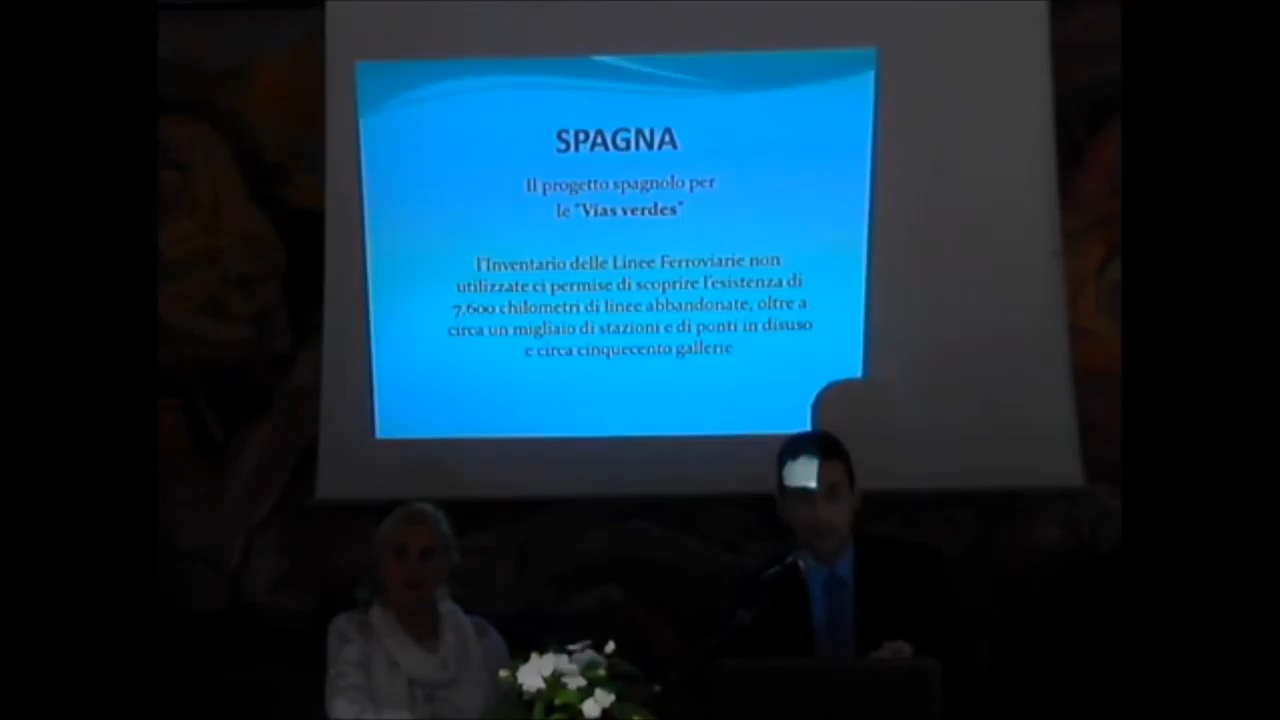 SPAGNA
Il progetto spagnolo per
le "Vías verdes"
l'Inventario delle Linee Ferroviarie non
utilizzate ci permise di scoprire l'esistenza di
7.600 chilometri di linee abbandonate, oltre a
circa un migliaio di stazioni e di ponti in disuso
e circa cinquecento gallerie